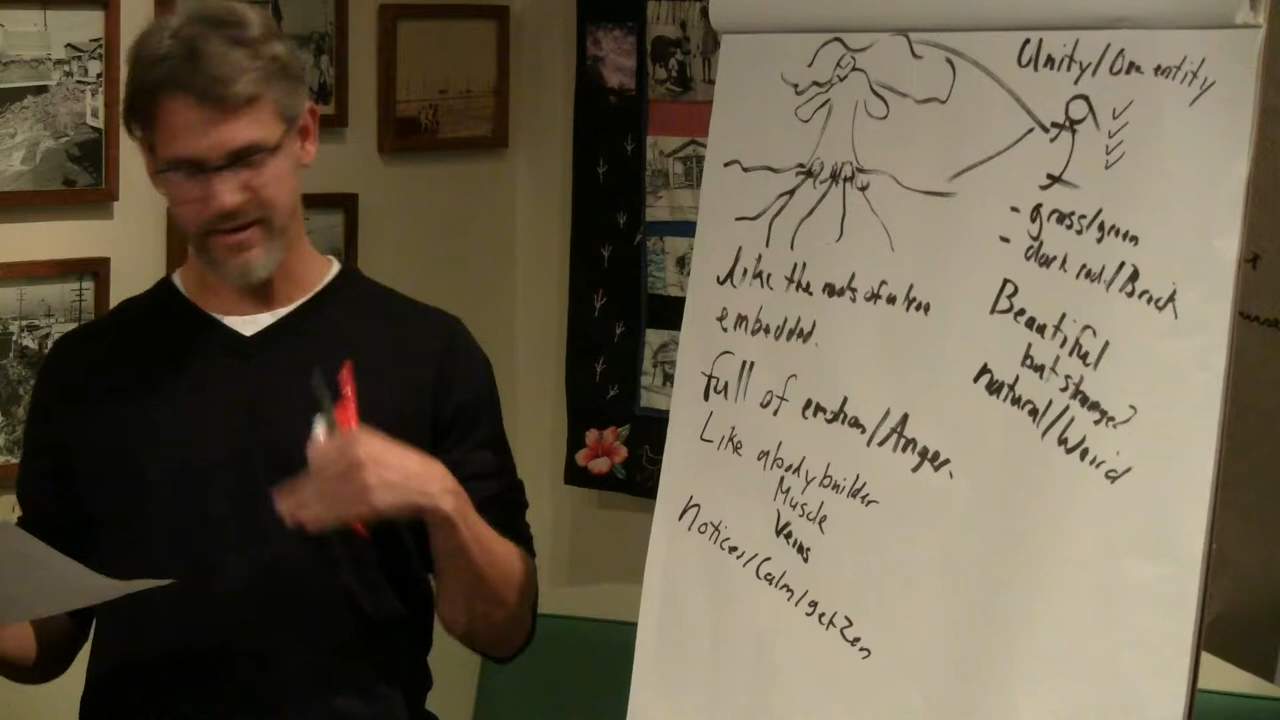 Unity/One entity
- grass/green
- dark red/Brick
Beautiful
but strange?
natural/Weird
Like the roots of a tree
embedded.
full of emotion/Anger.
Like a body builder
Muscle
Veins
Notices/Calm/get Zen